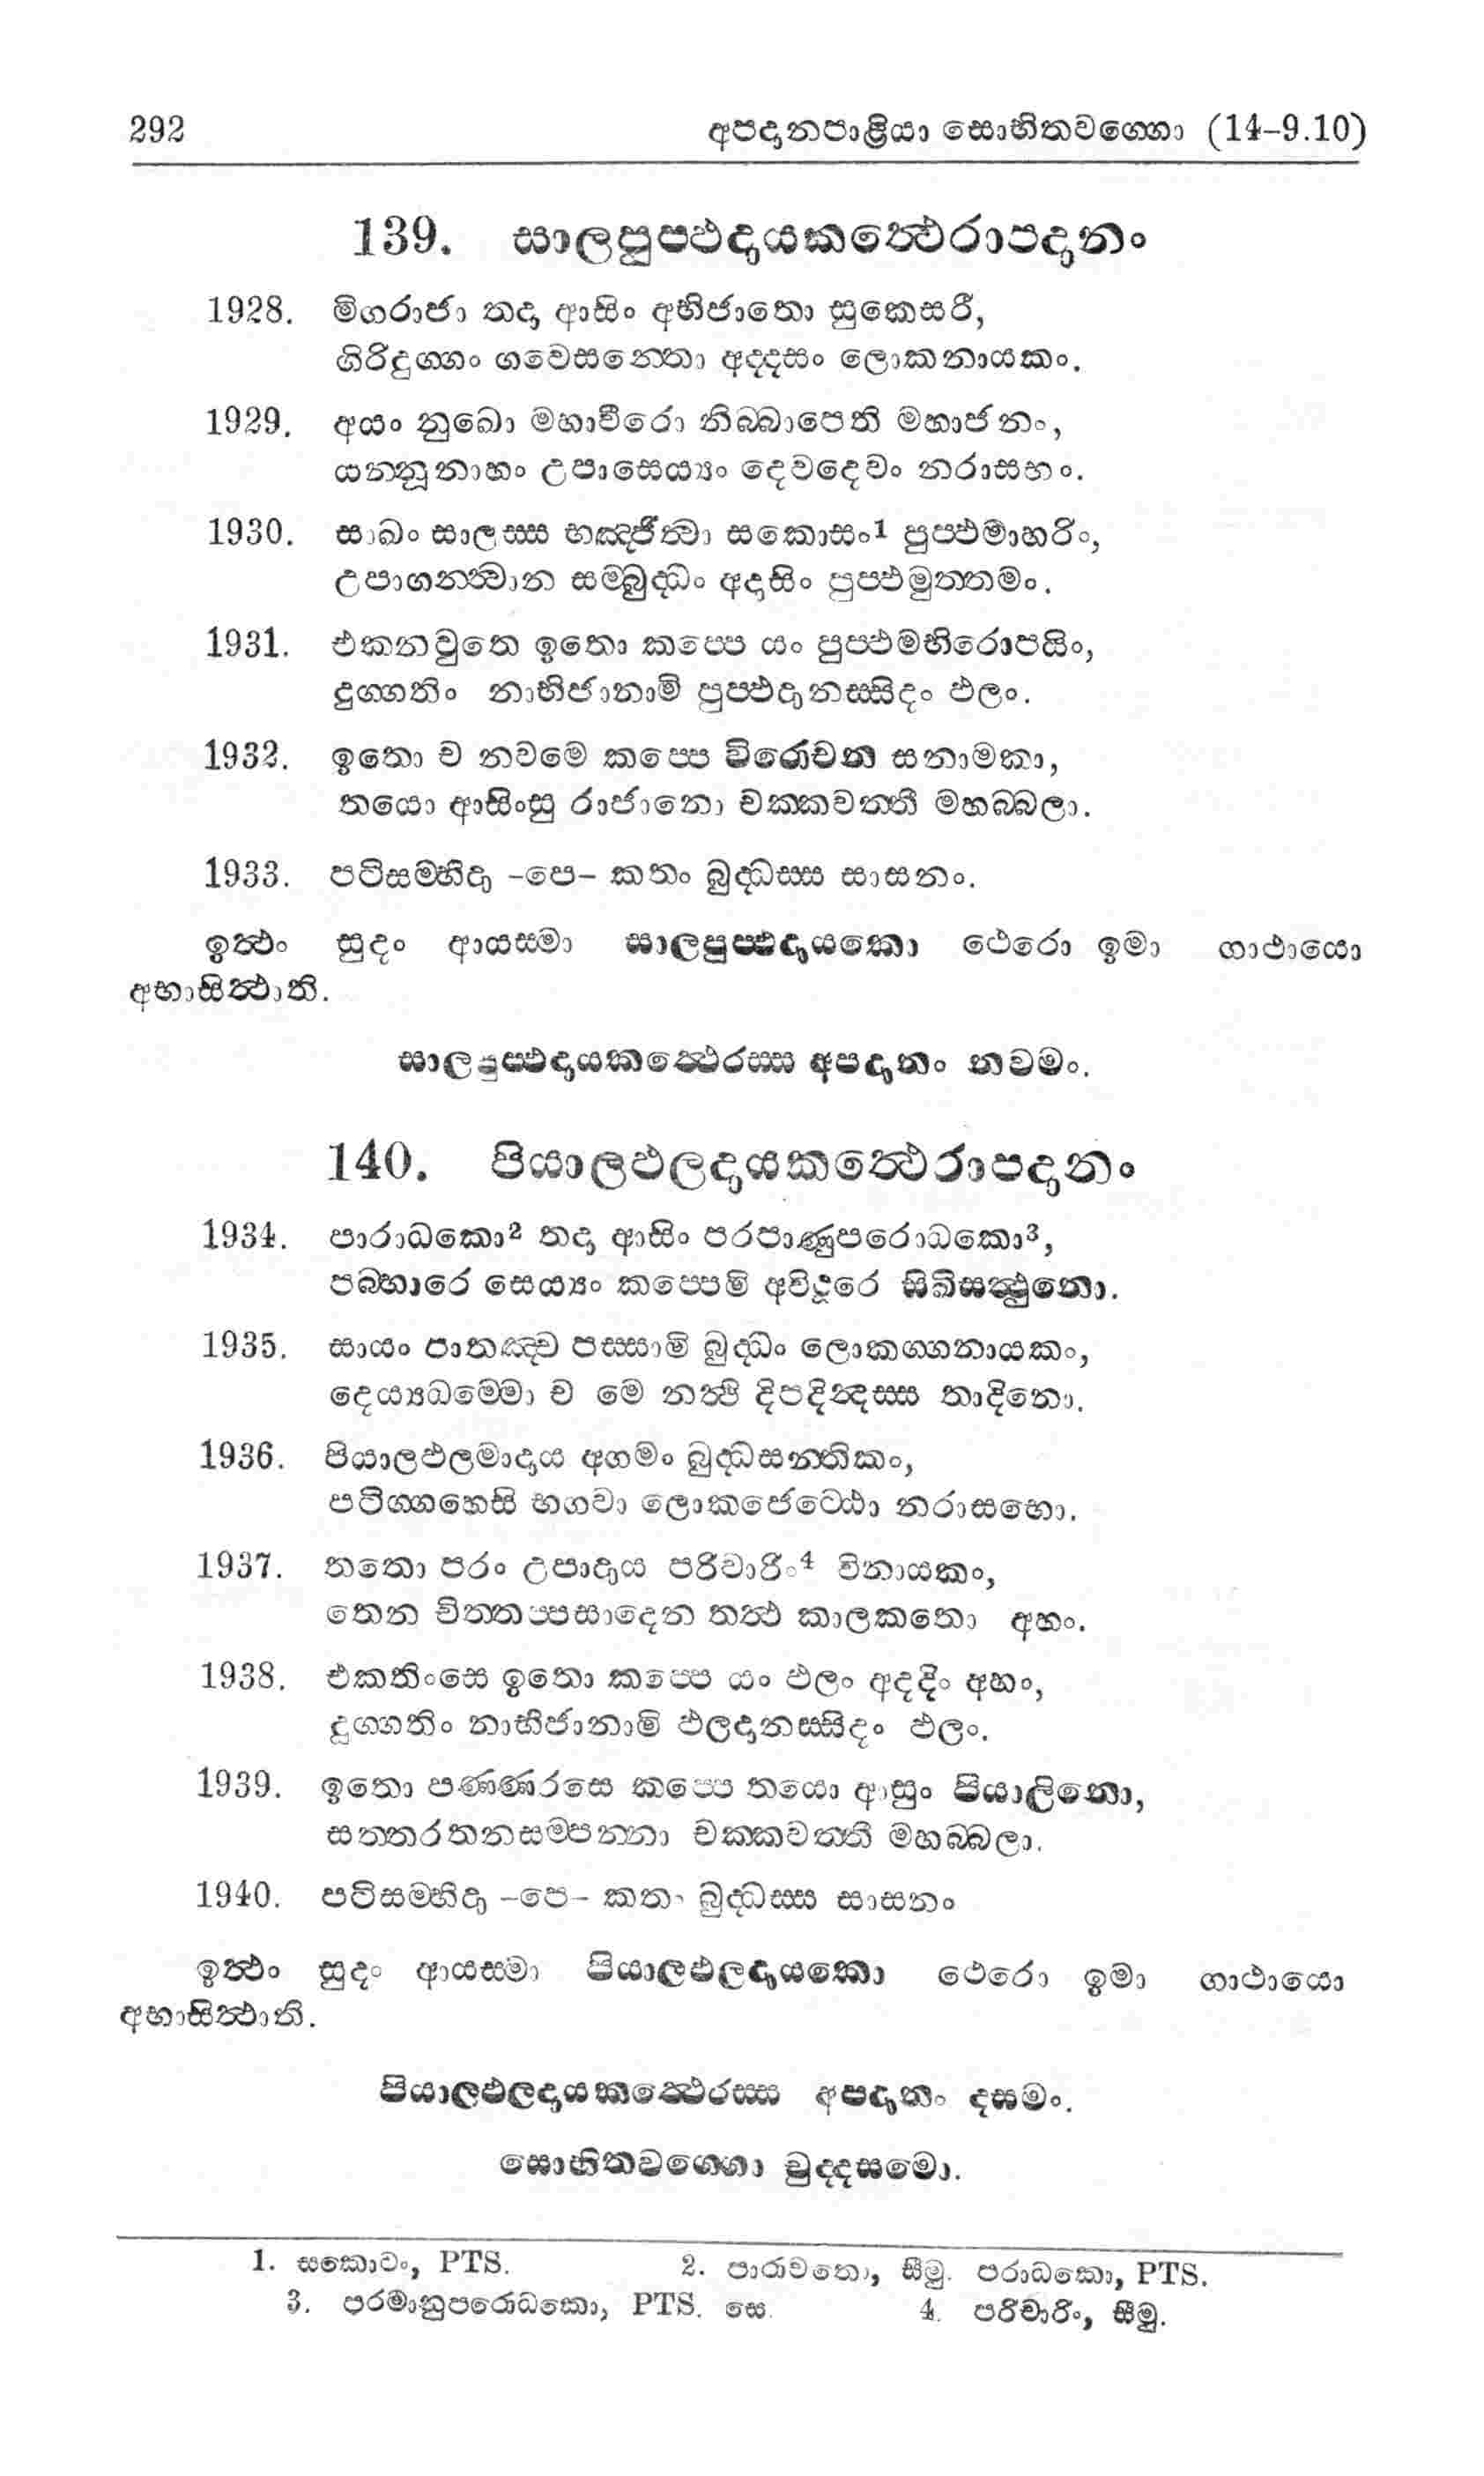 292 අපදානපාළියා සොභිතවග්ගො (14–9.10)
139. සාලපුප්ඵදායකත්ථෙරාපදානං
1928. මිගරාජා තදා ආසිං අභිජාතො සුකෙසරී,
ගිරිදුග්ගං ගවෙසන්තො අද්දසං ලොකනායකං.
1929. අයං නුඛො මහාවීරො නිබ්බාපෙති මහාජනං,
යන්නූනාහං උපාසෙය්‍යං දෙවදෙවං නරාසභං.
1930. සාඛං සාලස්ස භඤ්ජිත්වා සකොසං¹ පුප්ඵමාහරිං,
උපාගන්ත්වාන සම්බුද්ධං අදාසිං පුප්ඵමුත්තමං.
1931. එකනවුතෙ ඉතො කප්පෙ යං පුප්ඵමභිරොපයිං,
දුග්ගතිං නාභිජානාමි පුප්ඵදානස්සිදං ඵලං.
1932. ඉතො ච නවමෙ කප්පෙ විරොචන සනාමකා,
තයො ආසිංසු රාජානො චක්කවත්තී මහබ්බලා.
1933. පටිසම්භිදා –පෙ– කතං බුද්ධස්ස සාසනං.
ඉත්ථං සුදං ආයස්මා සාලපුප්ඵදායකො ථෙරො ඉමා ගාථායො
අභාසිත්ථාති.
සාලපුප්ඵදායකත්ථෙරස්ස අපදානං නවමං.
140. පියාලඵලදායකත්ථෙරාපදානං
1934. පාරාධකො² තදා ආසිං පරපාණුපරොධකො³,
පබ්භාරෙ සෙය්‍යං කප්පෙමි අවිදූරෙ සිඛිසත්ථුනො.
1935. සායං පාතඤ්ච පස්සාමි බුද්ධං ලොකග්ගනායකං,
දෙය්‍යධම්මො ච මෙ නත්ථි දිපදින්දස්ස තාදිනො.
1936. පියාලඵලමාදාය අගමං බුද්ධසන්තිකං,
පටිග්ගහෙසි භගවා ලොකජෙට්ඨො නරාසභො.
1937. තතො පරං උපාදාය පරිවාරිං⁴ විනායකං,
තෙන චිත්තප්පසාදෙන තත්ථ කාලකතො අහං.
1938. එකතිංසෙ ඉතො කප්පෙ යං ඵලං අදදිං අහං,
දුග්ගතිං නාභිජානාමි ඵලදානස්සිදං ඵලං.
1939. ඉතො පණ්ණරසෙ කප්පෙ තයො ආසුං පියාලිනො,
සත්තරතනසම්පන්නා චක්කවත්තී මහබ්බලා.
1940. පටිසම්භිදා –පෙ– කතං බුද්ධස්ස සාසනං
ඉත්ථං සුදං ආයස්මා පියාලඵලදායකො ථෙරො ඉමා ගාථායො
අභාසිත්ථාති.
පියාලඵලදායකත්ථෙරස්ස අපදානං දසමං.
සොභිතවග්ගො චුද්දසමො.
1. සකොටං, PTS. 2. පාරාවතො, සීමු. පරාධකො, PTS.
3. පරමානුපරොධකො, PTS. සෙ. 4. පරිචාරිං, සීමු.